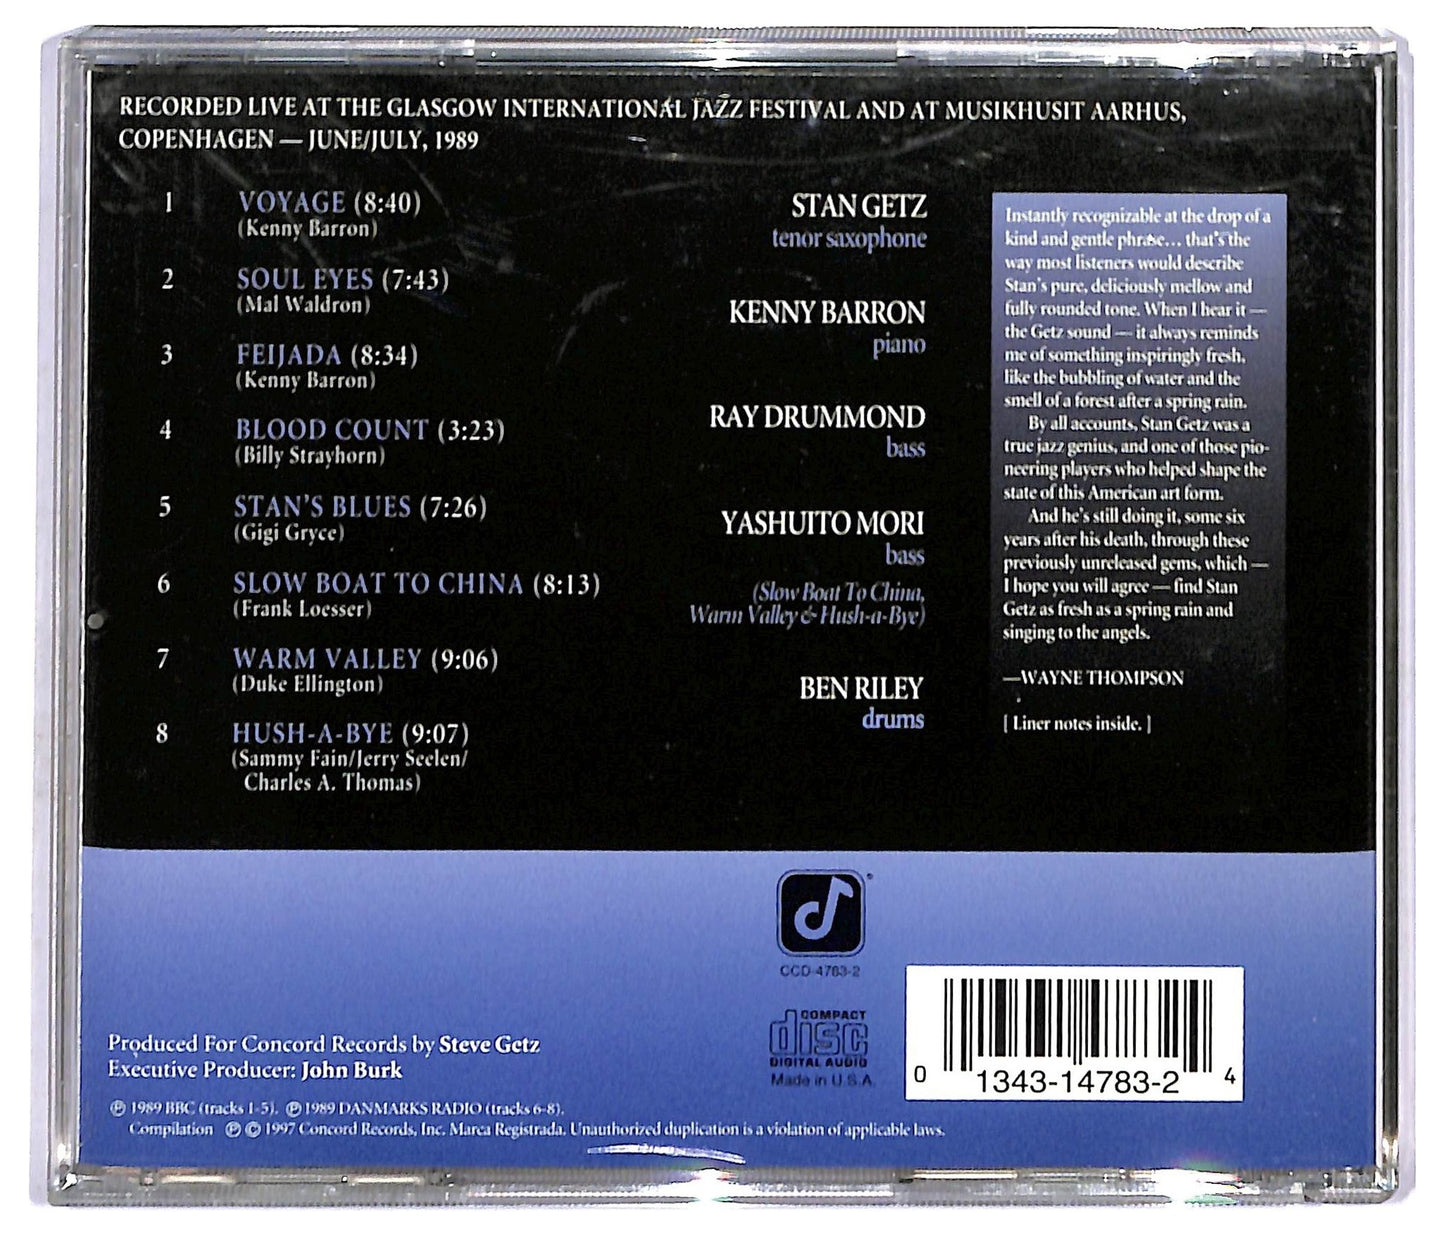 RECORDED LIVE AT THE GLASGOW INTERNATIONAL JAZZ FESTIVAL AND AT MUSIKHUSIT AARHUS,
COPENHAGEN — JUNE/JULY, 1989
1 VOYAGE (8:40)
(Kenny Barron)
2 SOUL EYES (7:43)
(Mal Waldron)
3 FEIJADA (8:34)
(Kenny Barron)
4 BLOOD COUNT (3:23)
(Billy Strayhorn)
5 STAN'S BLUES (7:26)
(Gigi Gryce)
6 SLOW BOAT TO CHINA (8:13)
(Frank Loesser)
7 WARM VALLEY (9:06)
(Duke Ellington)
8 HUSH-A-BYE (9:07)
(Sammy Fain/Jerry Seelen/
Charles A. Thomas)
STAN GETZ
tenor saxophone
KENNY BARRON
piano
RAY DRUMMOND
bass
YASHUITO MORI
bass
(Slow Boat To China,
Warm Valley & Hush-a-Bye)
BEN RILEY
drums
Instantly recognizable at the drop of a
kind and gentle phrase... that's the
way most listeners would describe
Stan's pure, deliciously mellow and
fully rounded tone. When I hear it —
the Getz sound — it always reminds
me of something inspiringly fresh,
like the bubbling of water and the
smell of a forest after a spring rain.
By all accounts, Stan Getz was a
true jazz genius, and one of those pio-
neering players who helped shape the
state of this American art form.
And he's still doing it, some six
years after his death, through these
previously unreleased gems, which —
I hope you will agree — find Stan
Getz as fresh as a spring rain and
singing to the angels.
—WAYNE THOMPSON
[ Liner notes inside. ]
®
CCD-4783-2
COMPACT
disc
DIGITAL AUDIO
Made in U.S.A.
0 1343-14783-2 4
Produced For Concord Records by Steve Getz
Executive Producer: John Burk
℗ 1989 BBC (tracks 1-5). ℗ 1989 DANMARKS RADIO (tracks 6-8).
Compilation ℗ © 1997 Concord Records, Inc. Marca Registrada. Unauthorized duplication is a violation of applicable laws.